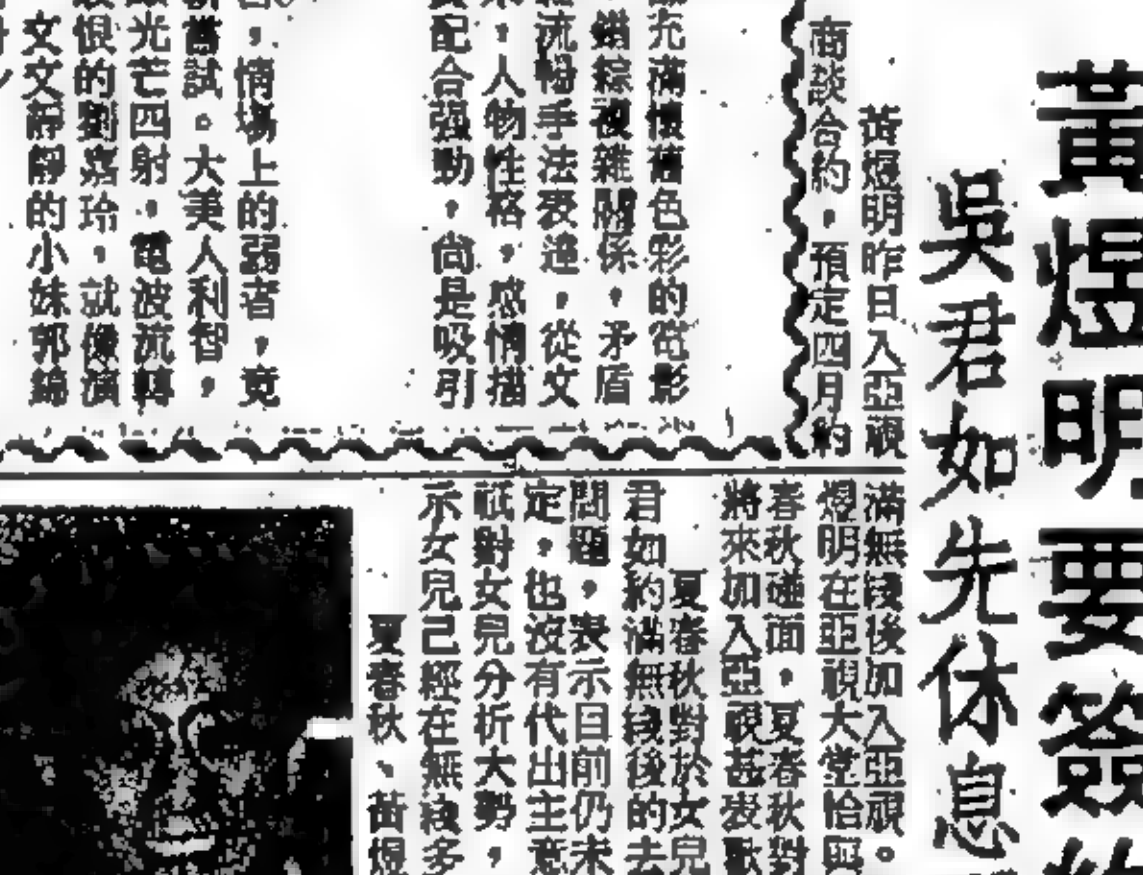 黃煜明要簽
吳君如先休息
黃煜明昨日入亞視
商談合約，預定四月約
滿無綫後加入亞視。
煜明在亞視大堂恰與
春秋碰面，夏春秋對
將來加入亞視甚表歡
夏春秋對於女兒
君如約滿無綫後的去
問題，表示目前仍未
定，也沒有代出主意
祇對女兒分析大勢，
示女兒己經在無綫多
夏春秋、黃煜
充滿懷舊色彩的電影
錯綜複雜關係，矛盾
流暢手法表達，從文
，人物性格，感情描
配合強勁，尚是吸引
，情場上的弱者，竟
嘗試。大美人利智，
光芒四射，電波流轉
恨的劉嘉玲，就像演
文文靜靜的小妹郭錦